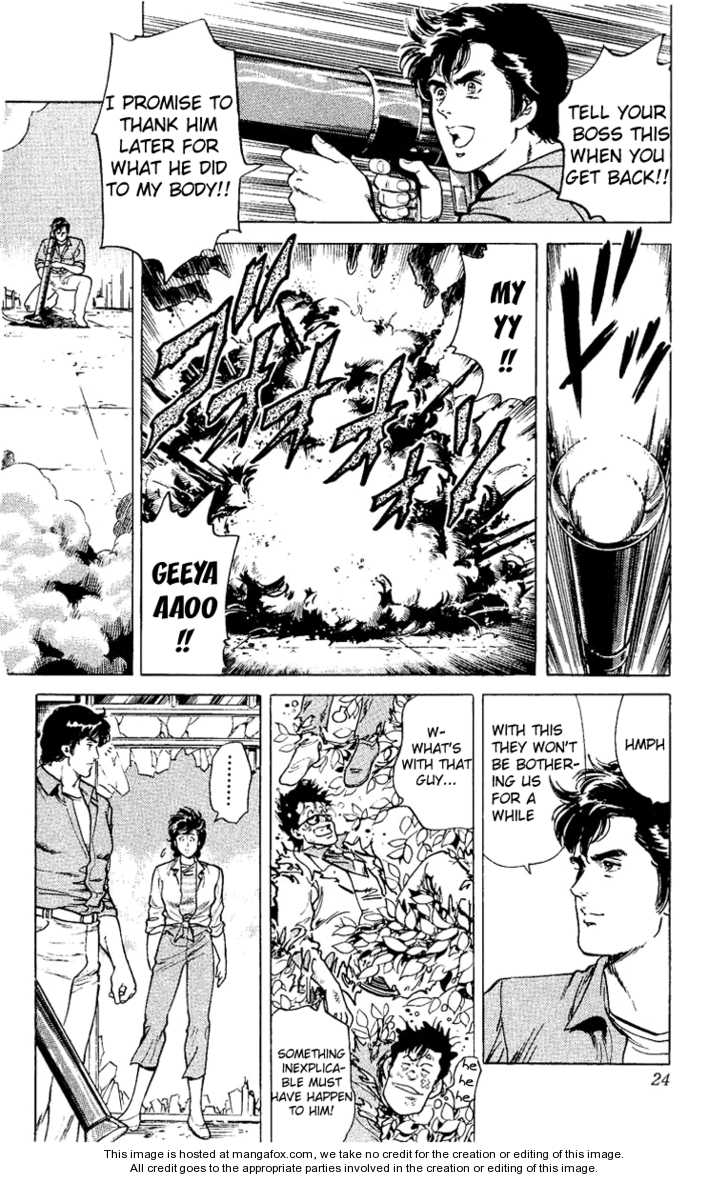 TELL YOUR
BOSS THIS
WHEN YOU
GET BACK!!
I PROMISE TO
THANK HIM
LATER FOR
WHAT HE DID
TO MY BODY!!
MY
YY
!!
GEEYA
AAOO
!!
HMPH
WITH THIS
THEY WON'T
BE BOTHER-
ING US
FOR A
WHILE
W-
WHAT'S
WITH THAT
GUY...
he
he
he
SOMETHING
INEXPLICA-
BLE MUST
HAVE HAPPEN
TO HIM!
........
24
This image is hosted at mangafox.com, we take no credit for the creation or editing of this image.
All credit goes to the appropriate parties involved in the creation or editing of this image.